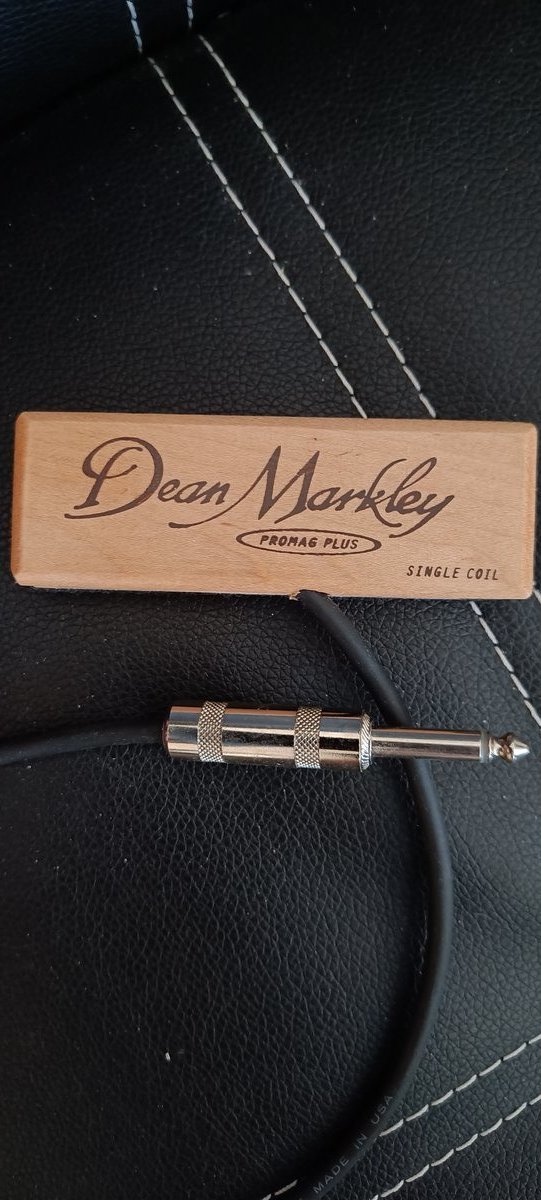 Dean Markley
PROMAG PLUS
SINGLE COIL
MADE IN USA